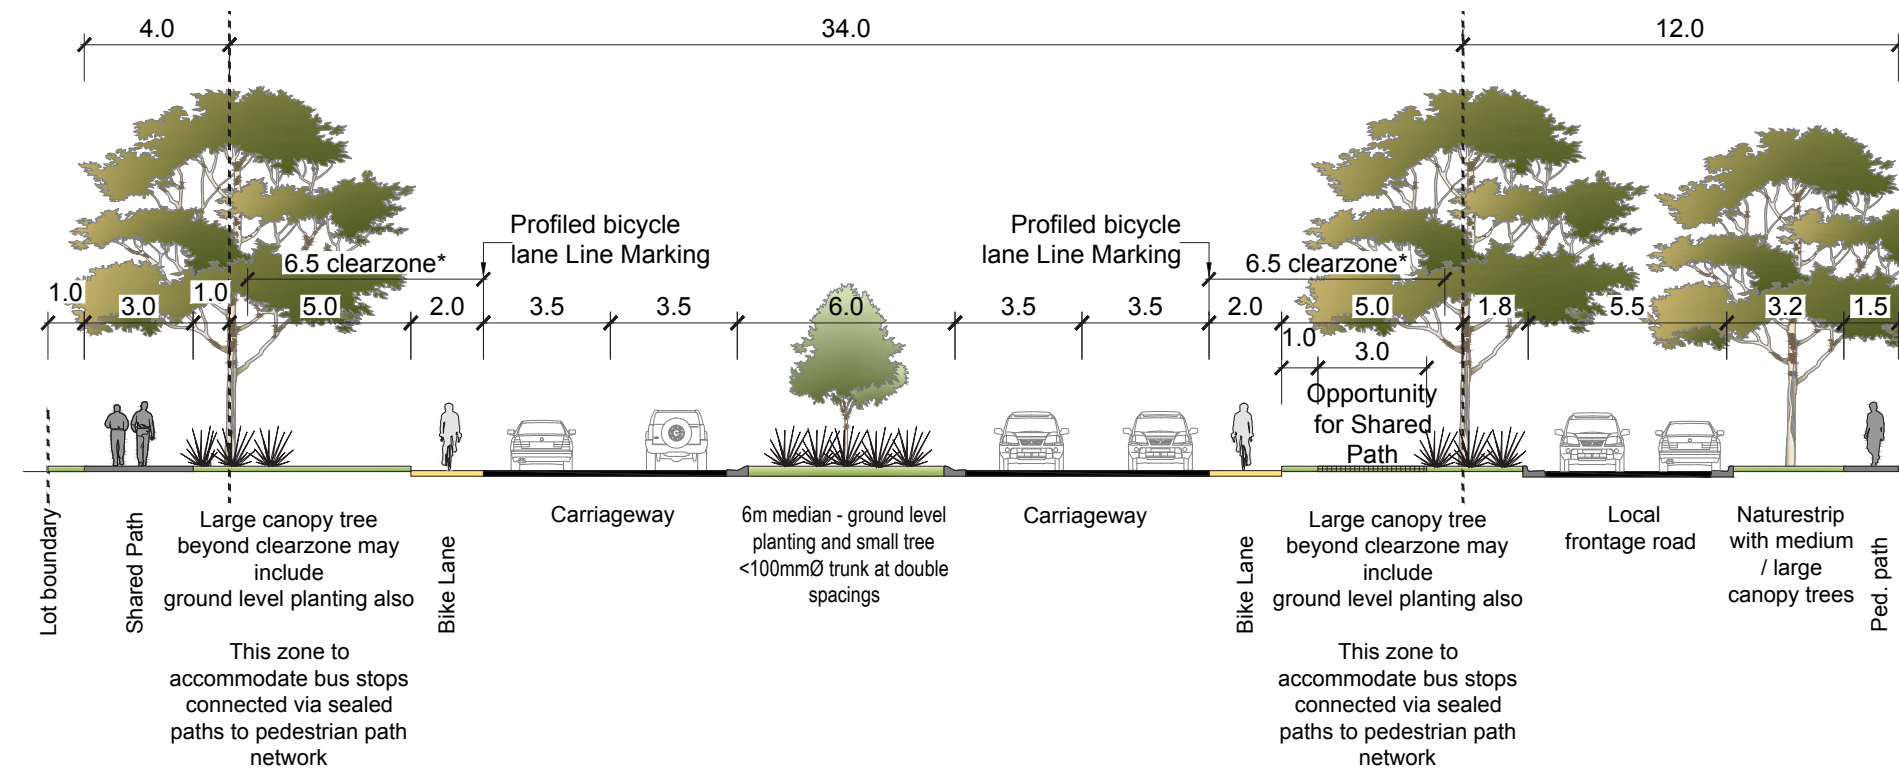 4.0
34.0
12.0
Profiled bicycle
lane Line Marking
Profiled bicycle
lane Line Marking
6.5 clearzone*
6.5 clearzone*
1.0
3.0
1.0
5.0
2.0
3.5
3.5
6.0
3.5
3.5
2.0
5.0
1.8
5.5
3.2
1.5
1.0
3.0
Opportunity
for Shared
Path
Lot boundary
Shared Path
Large canopy tree
beyond clearzone may
include
ground level planting also
This zone to
accommodate bus stops
connected via sealed
paths to pedestrian path
network
Bike Lane
Carriageway
6m median - ground level
planting and small tree
<100mmØ trunk at double
spacings
Carriageway
Bike Lane
Large canopy tree
beyond clearzone may
include
ground level planting also
This zone to
accommodate bus stops
connected via sealed
paths to pedestrian path
network
Local
frontage road
Naturestrip
with medium
/ large
canopy trees
Ped. path